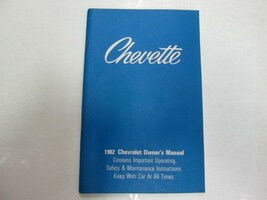 Chevette
1982 Chevrolet Owner's Manual
Contains Important Operating
Safety & Maintenance Instructions
Keep With Car At All Times